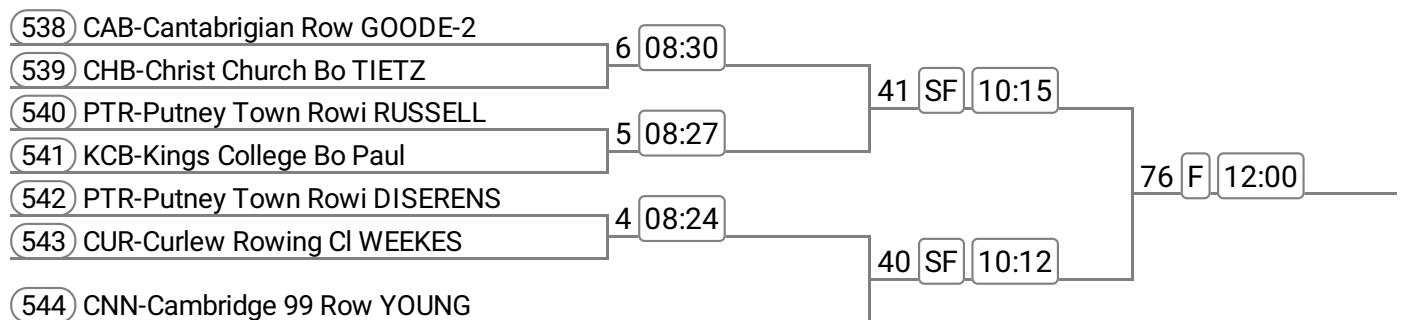 538 CAB-Cantabrigian Row GOODE-2
6 08:30
539 CHB-Christ Church Bo TIETZ
41 SF 10:15
540 PTR-Putney Town Rowi RUSSELL
5 08:27
541 KCB-Kings College Bo Paul
76 F 12:00
542 PTR-Putney Town Rowi DISERENS
4 08:24
543 CUR-Curlew Rowing Cl WEEKES
40 SF 10:12
544 CNN-Cambridge 99 Row YOUNG